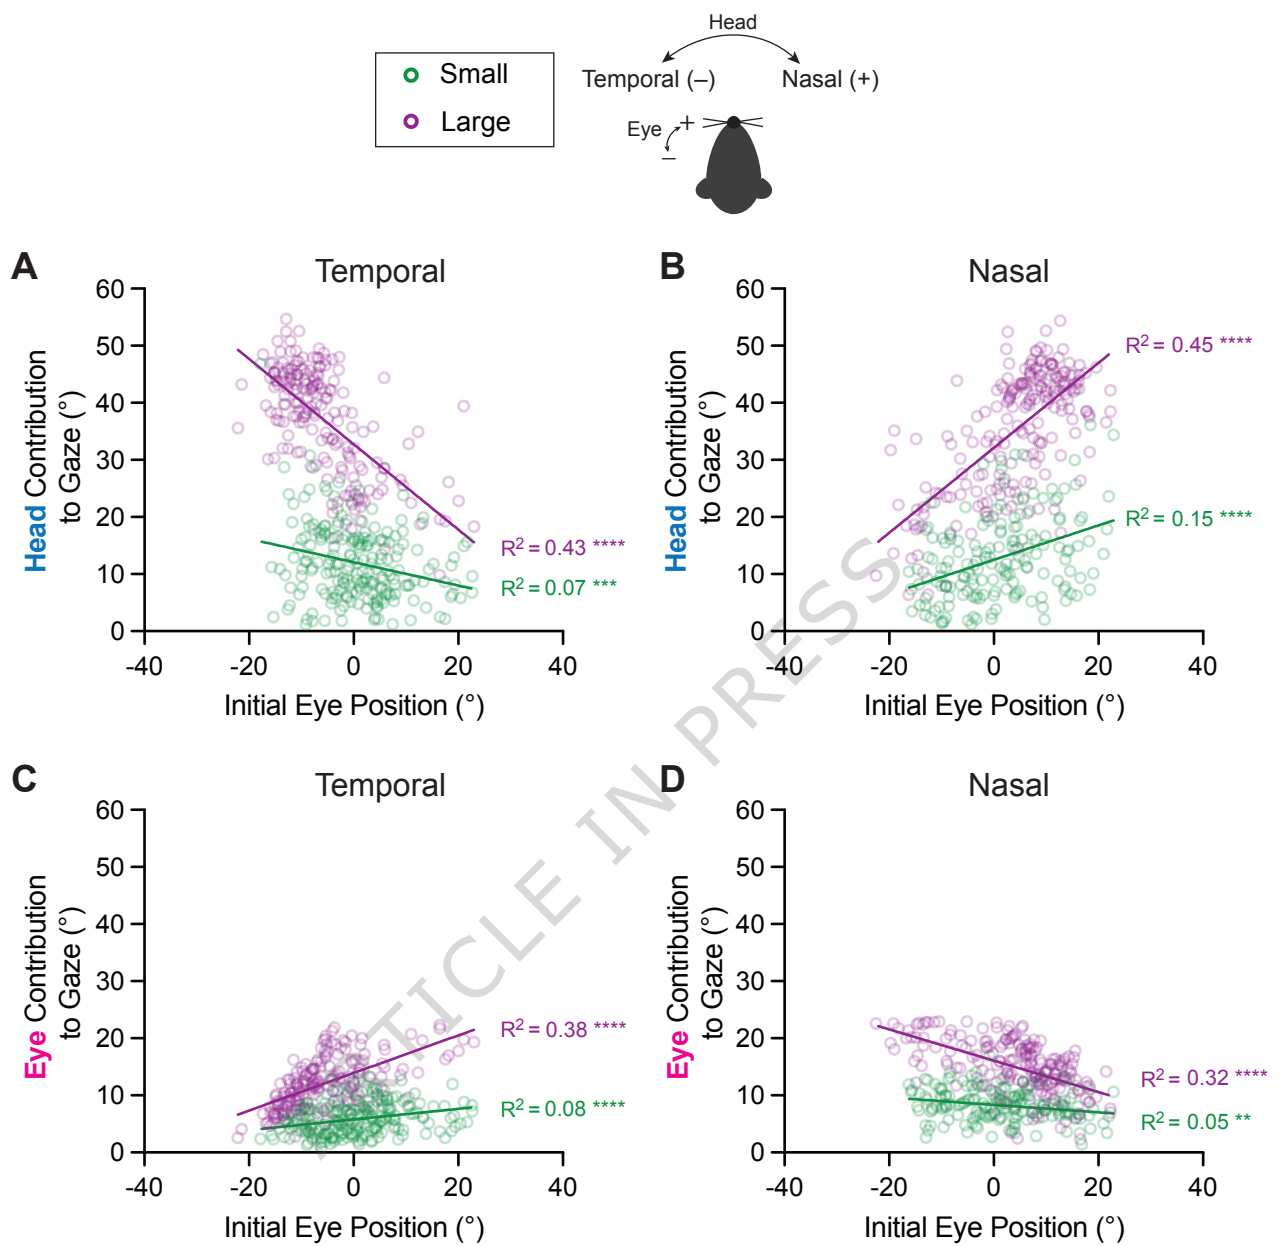 Head
Small
Large
Temporal (–)
Nasal (+)
Eye
+
–
A
Temporal
Head Contribution
to Gaze (°)
60
50
40
30
20
10
0
R² = 0.43 ****
R² = 0.07 ***
-40
-20
0
20
40
Initial Eye Position (°)
B
Nasal
Head Contribution
to Gaze (°)
60
50
40
30
20
10
0
R² = 0.45 ****
R² = 0.15 ****
-40
-20
0
20
40
Initial Eye Position (°)
C
Temporal
Eye Contribution
to Gaze (°)
60
50
40
30
20
10
0
R² = 0.38 ****
R² = 0.08 ****
-40
-20
0
20
40
Initial Eye Position (°)
D
Nasal
Eye Contribution
to Gaze (°)
60
50
40
30
20
10
0
R² = 0.32 ****
R² = 0.05 **
-40
-20
0
20
40
Initial Eye Position (°)
TICLE IN PRESS